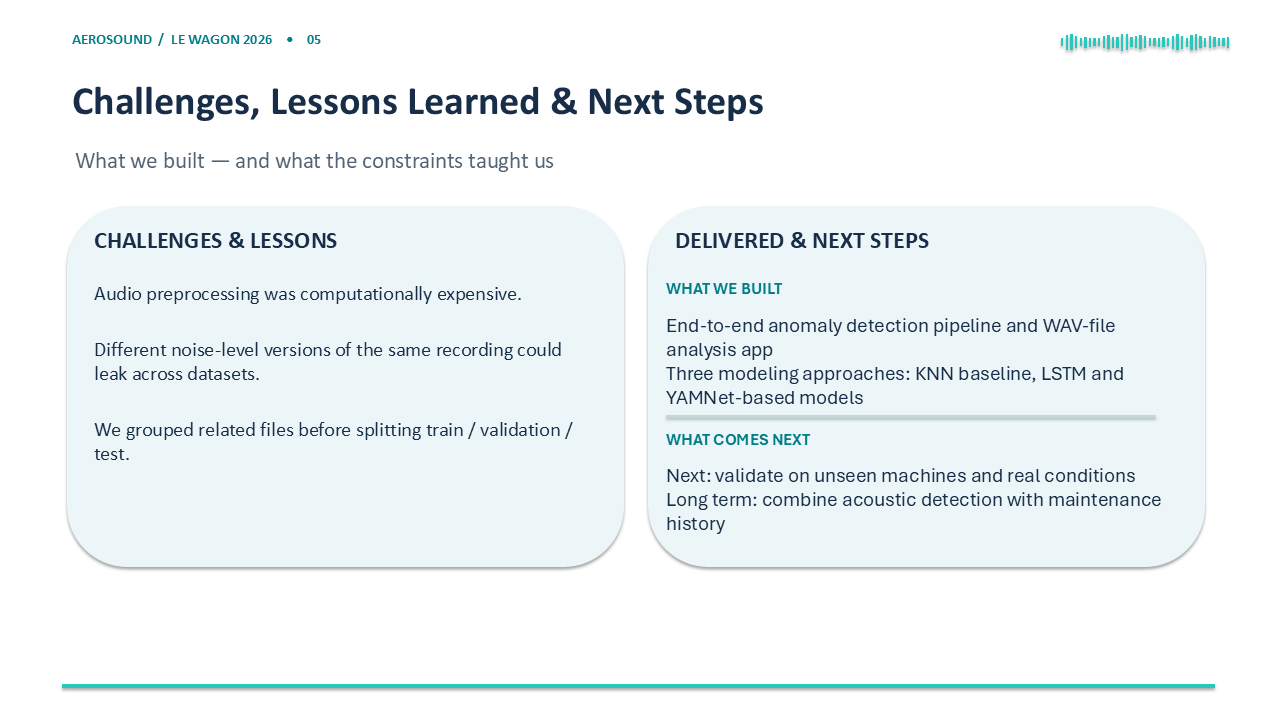 AEROSOUND / LE WAGON 2026 • 05
Challenges, Lessons Learned & Next Steps
What we built — and what the constraints taught us
CHALLENGES & LESSONS
Audio preprocessing was computationally expensive.
Different noise-level versions of the same recording could
leak across datasets.
We grouped related files before splitting train / validation /
test.
DELIVERED & NEXT STEPS
WHAT WE BUILT
End-to-end anomaly detection pipeline and WAV-file
analysis app
Three modeling approaches: KNN baseline, LSTM and
YAMNet-based models
WHAT COMES NEXT
Next: validate on unseen machines and real conditions
Long term: combine acoustic detection with maintenance
history